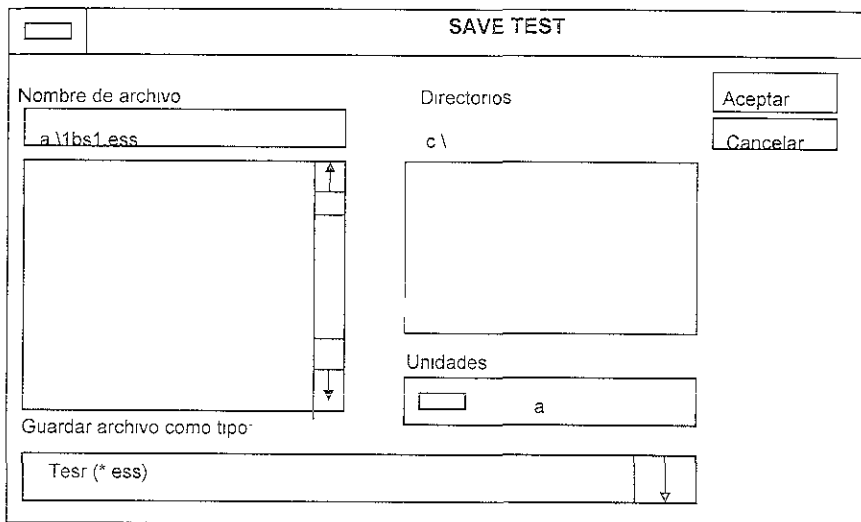 SAVE TEST
Nombre de archivo
a \1bs1.ess
Directorios
c \
Aceptar
Cancelar
Unidades
a
Guardar archivo como tipo:
Tesr (* ess)